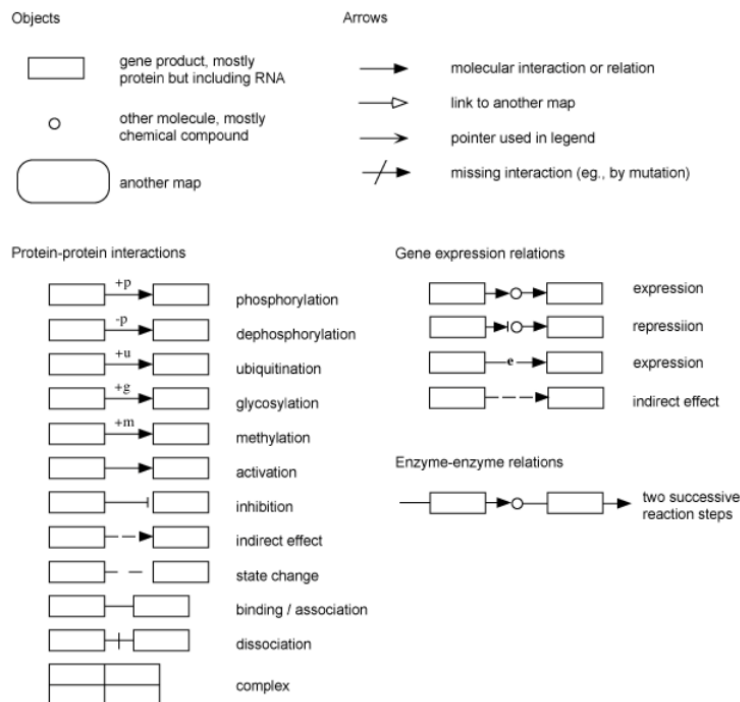 Objects
Arrows
gene product, mostly
protein but including RNA
other molecule, mostly
chemical compound
another map
molecular interaction or relation
link to another map
pointer used in legend
missing interaction (eg., by mutation)
Protein-protein interactions
+p
phosphorylation
-p
dephosphorylation
+u
ubiquitination
+g
glycosylation
+m
methylation
activation
inhibition
indirect effect
state change
binding / association
dissociation
complex
Gene expression relations
expression
repressiion
e
expression
indirect effect
Enzyme-enzyme relations
two successive
reaction steps